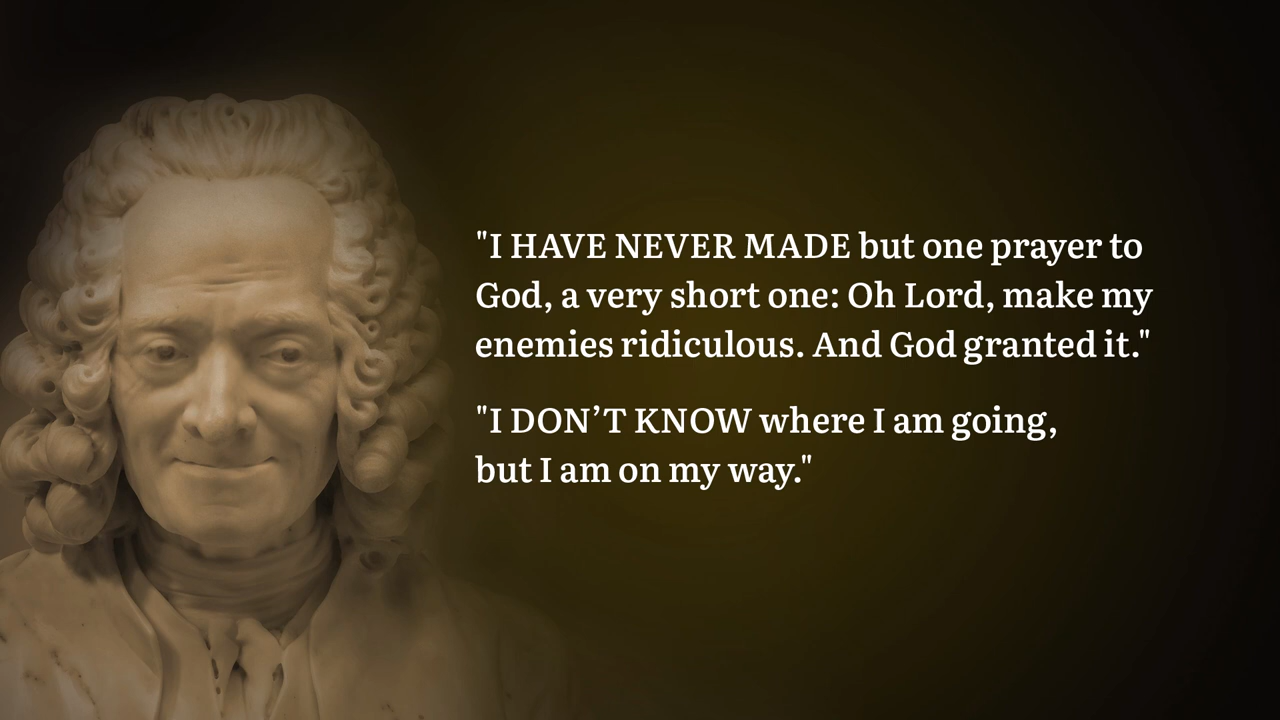 "I HAVE NEVER MADE but one prayer to
God, a very short one: Oh Lord, make my
enemies ridiculous. And God granted it."
"I DON’T KNOW where I am going,
but I am on my way."